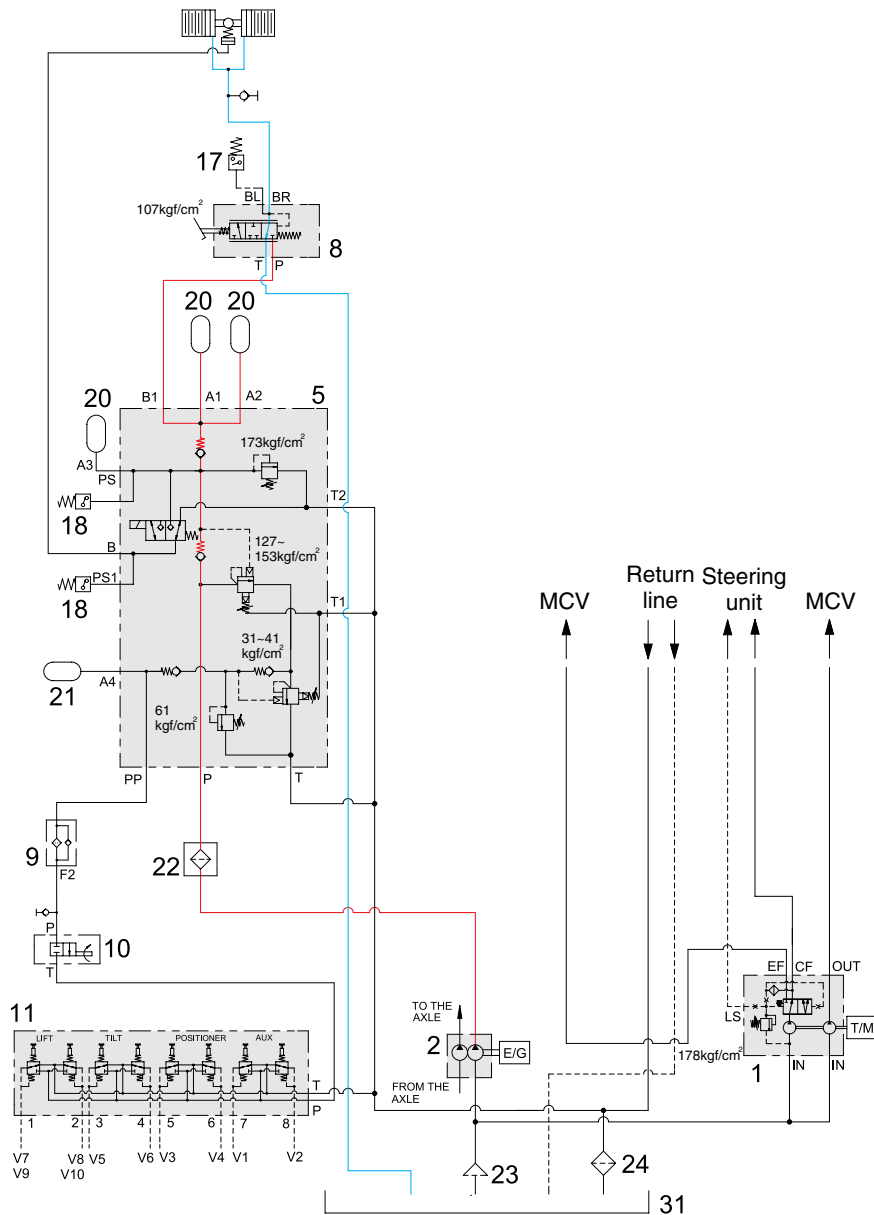 17
BL BR
107kgf/cm²
8
T P
20 20
B1 A1 A2 5
20
173kgf/cm²
A3
PS
T2
18
127~
153kgf/cm²
B
PS1
18
T1
31~41
kgf/cm²
21
A4
61
kgf/cm²
PP P T
MCV
Return
line
Steering
unit
MCV
9
F2
22
P
10
T
EF CF OUT
LS
T/M
178kgf/cm²
1
IN IN
11
LIFT TILT POSITIONER AUX
T
P
1 2 3 4 5 6 7 8
V7 V8 V5 V6 V3 V4 V1 V2
V9 V10
TO THE
AXLE
2
E/G
FROM THE
AXLE
23
24
31